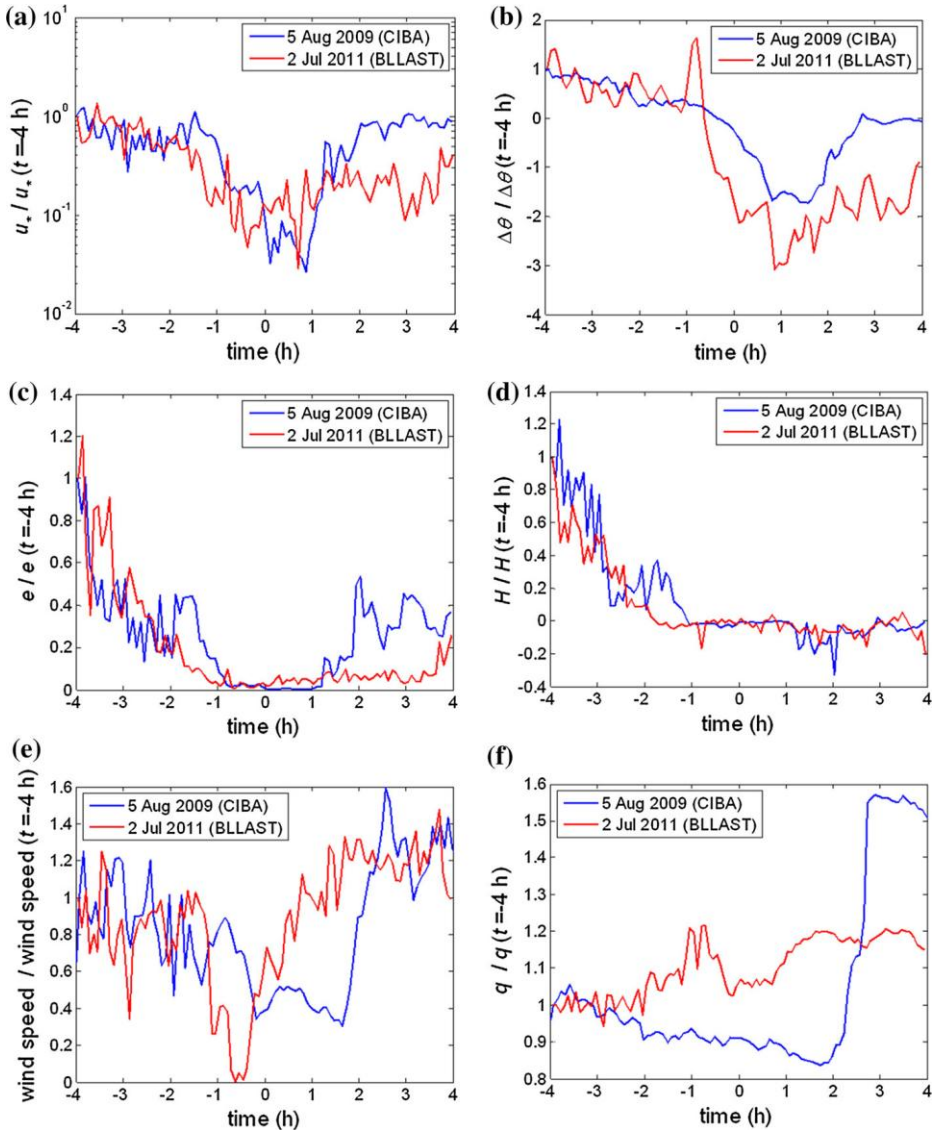 (a)
10¹
10⁰
10⁻¹
10⁻²
u* / u* (t=-4 h)
5 Aug 2009 (CIBA)
2 Jul 2011 (BLLAST)
-4 -3 -2 -1 0 1 2 3 4
time (h)
(b)
2
1
0
-1
-2
-3
-4
Δθ / Δθ (t=-4 h)
5 Aug 2009 (CIBA)
2 Jul 2011 (BLLAST)
-4 -3 -2 -1 0 1 2 3 4
time (h)
(c)
1.4
1.2
1
0.8
0.6
0.4
0.2
0
e / e (t =-4 h)
5 Aug 2009 (CIBA)
2 Jul 2011 (BLLAST)
-4 -3 -2 -1 0 1 2 3 4
time (h)
(d)
1.4
1.2
1
0.8
0.6
0.4
0.2
0
-0.2
-0.4
H / H (t =-4 h)
5 Aug 2009 (CIBA)
2 Jul 2011 (BLLAST)
-4 -3 -2 -1 0 1 2 3 4
time (h)
(e)
1.6
1.4
1.2
1
0.8
0.6
0.4
0.2
0
wind speed / wind speed (t =-4 h)
5 Aug 2009 (CIBA)
2 Jul 2011 (BLLAST)
-4 -3 -2 -1 0 1 2 3 4
time (h)
(f)
1.6
1.5
1.4
1.3
1.2
1.1
1
0.9
0.8
q / q (t =-4 h)
5 Aug 2009 (CIBA)
2 Jul 2011 (BLLAST)
-4 -3 -2 -1 0 1 2 3 4
time (h)